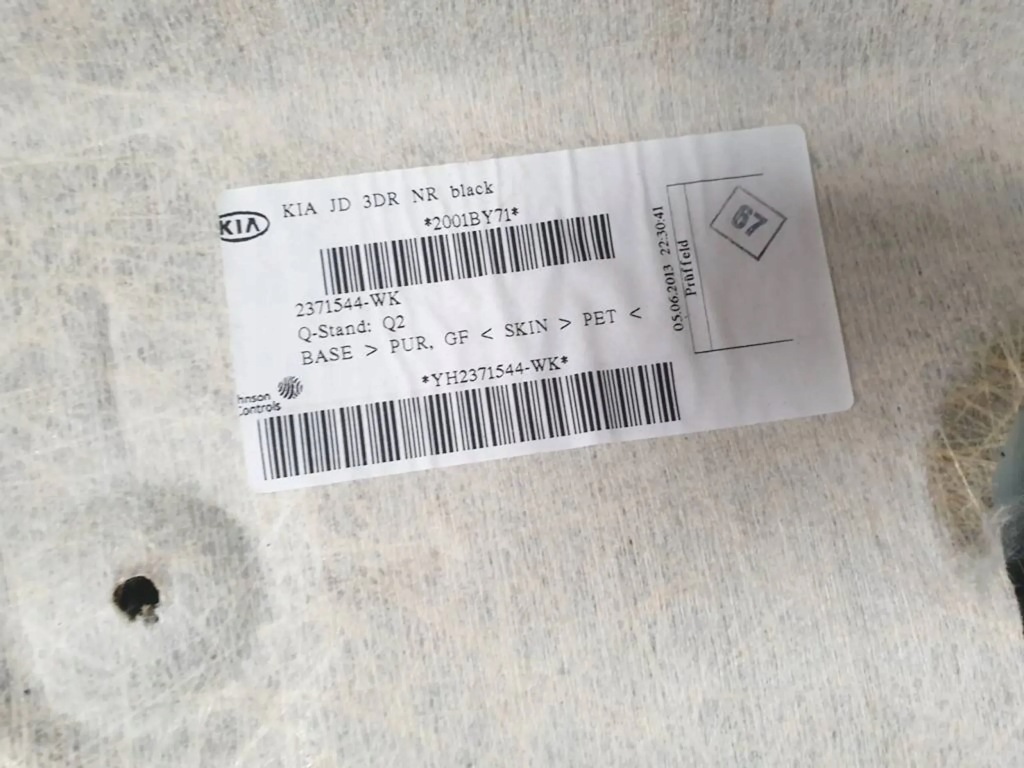 KIA JD 3DR NR black
KIA
*2001BY71*
2371544-WK
Q-Stand: Q2
BASE > PUR, GF < SKIN > PET <
*YH2371544-WK*
hnson
Controls
05.06.2013 22:30:41
Prüffeld
67